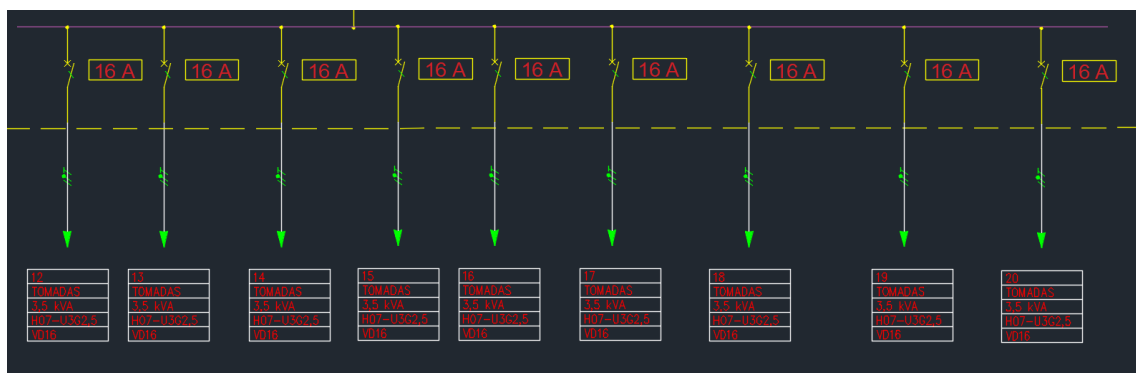 16 A
16 A
16 A
16 A
16 A
16 A
16 A
16 A
16 A
12
TOMADAS
3,5 kVA
H07-U3G2,5
VD16
13
TOMADAS
3,5 kVA
H07-U3G2,5
VD16
14
TOMADAS
3,5 kVA
H07-U3G2,5
VD16
15
TOMADAS
3,5 kVA
H07-U3G2,5
VD16
16
TOMADAS
3,5 kVA
H07-U3G2,5
VD16
17
TOMADAS
3,5 kVA
H07-U3G2,5
VD16
18
TOMADAS
3,5 kVA
H07-U3G2,5
VD16
19
TOMADAS
3,5 kVA
H07-U3G2,5
VD16
20
TOMADAS
3,5 kVA
H07-U3G2,5
VD16